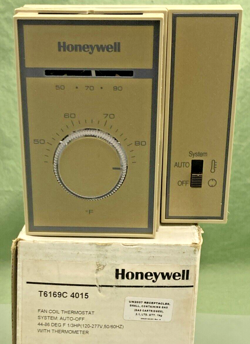 Honeywell
50 • 70 • 90
60 70
50 80
°F
System
AUTO
OFF
Honeywell
T6169C 4015
FAN COIL THERMOSTAT
SYSTEM: AUTO-OFF
44-86 DEG F 1/3HP(120-277V, 50/60HZ)
WITH THERMOMETER